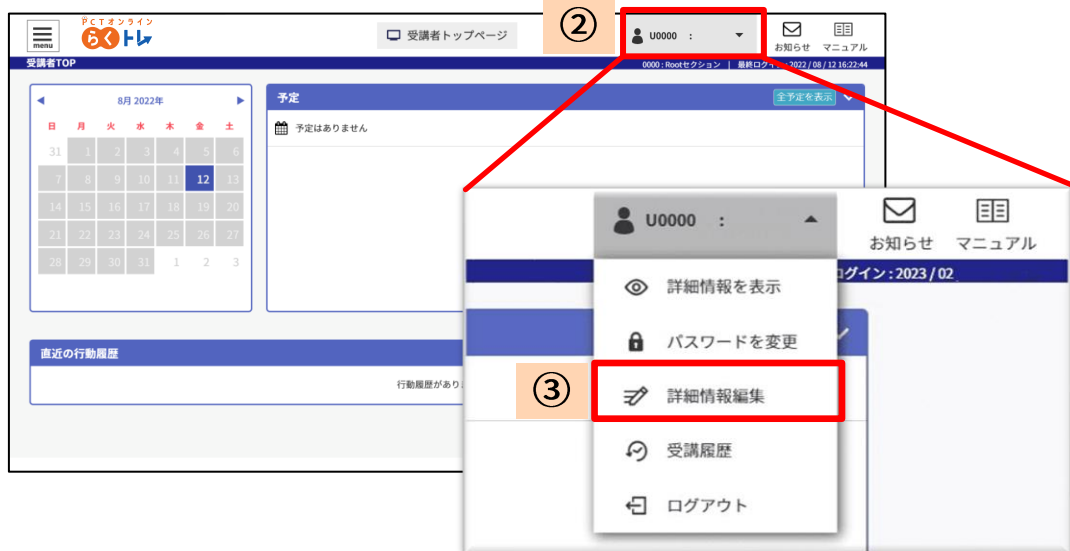 ②
menu
PCTオンライン
らくトレ
受講者トップページ
U0000 :
お知らせ
マニュアル
受講者TOP
0000 : Rootセクション | 最終ログイン : 2022 / 08 / 12 16:22:44
8月 2022年
日 月 火 水 木 金 土
31 1 2 3 4 5 6
7 8 9 10 11 12 13
14 15 16 17 18 19 20
21 22 23 24 25 26 27
28 29 30 31 1 2 3
予定
全予定を表示
予定はありません
直近の行動履歴
行動履歴があり
U0000 :
お知らせ
マニュアル
ログイン : 2023 / 02
詳細情報を表示
パスワードを変更
③
詳細情報編集
受講履歴
ログアウト